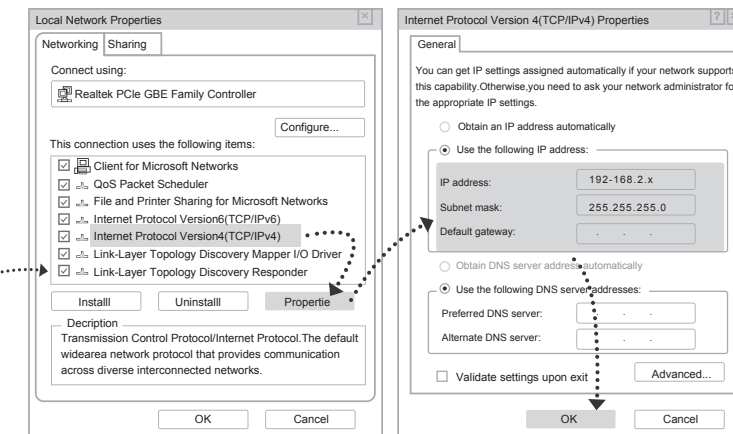 Local Network Properties
Networking
Sharing
Connect using:
Realtek PCIe GBE Family Controller
Configure...
This connection uses the following items:
Client for Microsoft Networks
QoS Packet Scheduler
File and Printer Sharing for Microsoft Networks
Internet Protocol Version6(TCP/IPv6)
Internet Protocol Version4(TCP/IPv4)
Link-Layer Topology Discovery Mapper I/O Driver
Link-Layer Topology Discovery Responder
Installl
Uninstalll
Propertie
Decription
Transmission Control Protocol/Internet Protocol.The default
widearea network protocol that provides communication
across diverse interconnected networks.
OK
Cancel
Internet Protocol Version 4(TCP/IPv4) Properties
General
You can get IP settings assigned automatically if your network supports
this capability.Otherwise,you need to ask your network administrator fo
the appropriate IP settings.
Obtain an IP address automatically
Use the following IP address:
IP address:
192-168.2.x
Subnet mask:
255.255.255.0
Default gateway:
Obtain DNS server address automatically
Use the following DNS server addresses:
Preferred DNS server:
Alternate DNS server:
Validate settings upon exit
Advanced...
OK
Cancel